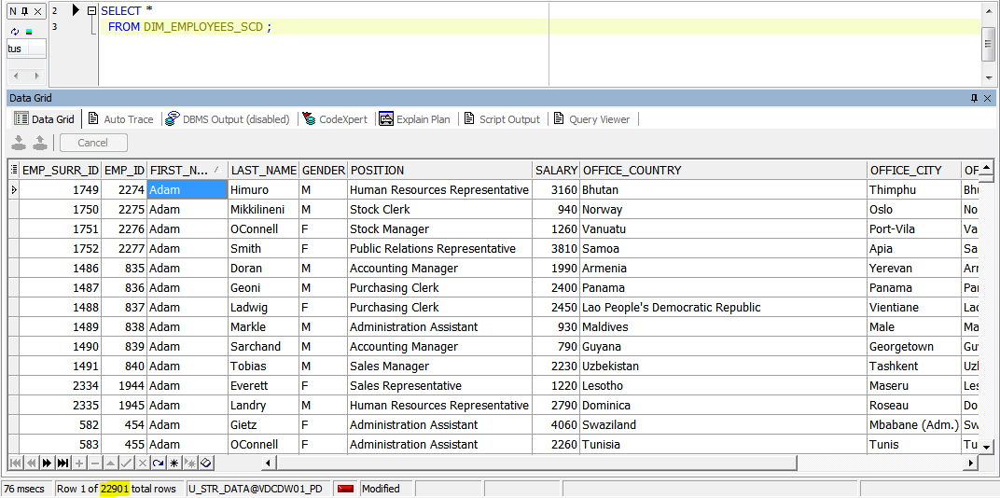 N
2 SELECT *
3 FROM DIM_EMPLOYEES_SCD ;
tus
Data Grid
Data Grid Auto Trace DBMS Output (disabled) CodeXpert Explain Plan Script Output Query Viewer
Cancel
EMP_SURR_ID EMP_ID FIRST_N... LAST_NAME GENDER POSITION SALARY OFFICE_COUNTRY OFFICE_CITY OF
1749 2274 Adam Himuro M Human Resources Representative 3160 Bhutan Thimphu Bhu
1750 2275 Adam Mikkilineni M Stock Clerk 940 Norway Oslo No
1751 2276 Adam OConnell F Stock Manager 1260 Vanuatu Port-Vila Va
1752 2277 Adam Smith F Public Relations Representative 3810 Samoa Apia Sa
1486 835 Adam Doran M Accounting Manager 1990 Armenia Yerevan Arn
1487 836 Adam Geoni M Purchasing Clerk 2400 Panama Panama Pa
1488 837 Adam Ladwig F Purchasing Clerk 2450 Lao People's Democratic Republic Vientiane Lao
1489 838 Adam Markle M Administration Assistant 930 Maldives Male Ma
1490 839 Adam Sarchand M Accounting Manager 790 Guyana Georgetown Guy
1491 840 Adam Tobias M Sales Manager 2230 Uzbekistan Tashkent Uzl
2334 1944 Adam Everett F Sales Representative 1220 Lesotho Maseru Les
2335 1945 Adam Landry M Human Resources Representative 2790 Dominica Roseau Do
582 454 Adam Gietz F Administration Assistant 4060 Swaziland Mbabane (Adm.) Sw
583 455 Adam OConnell F Administration Assistant 2260 Tunisia Tunis Tu
76 msecs Row 1 of 22901 total rows U_STR_DATA@VDCDW01_PD Modified